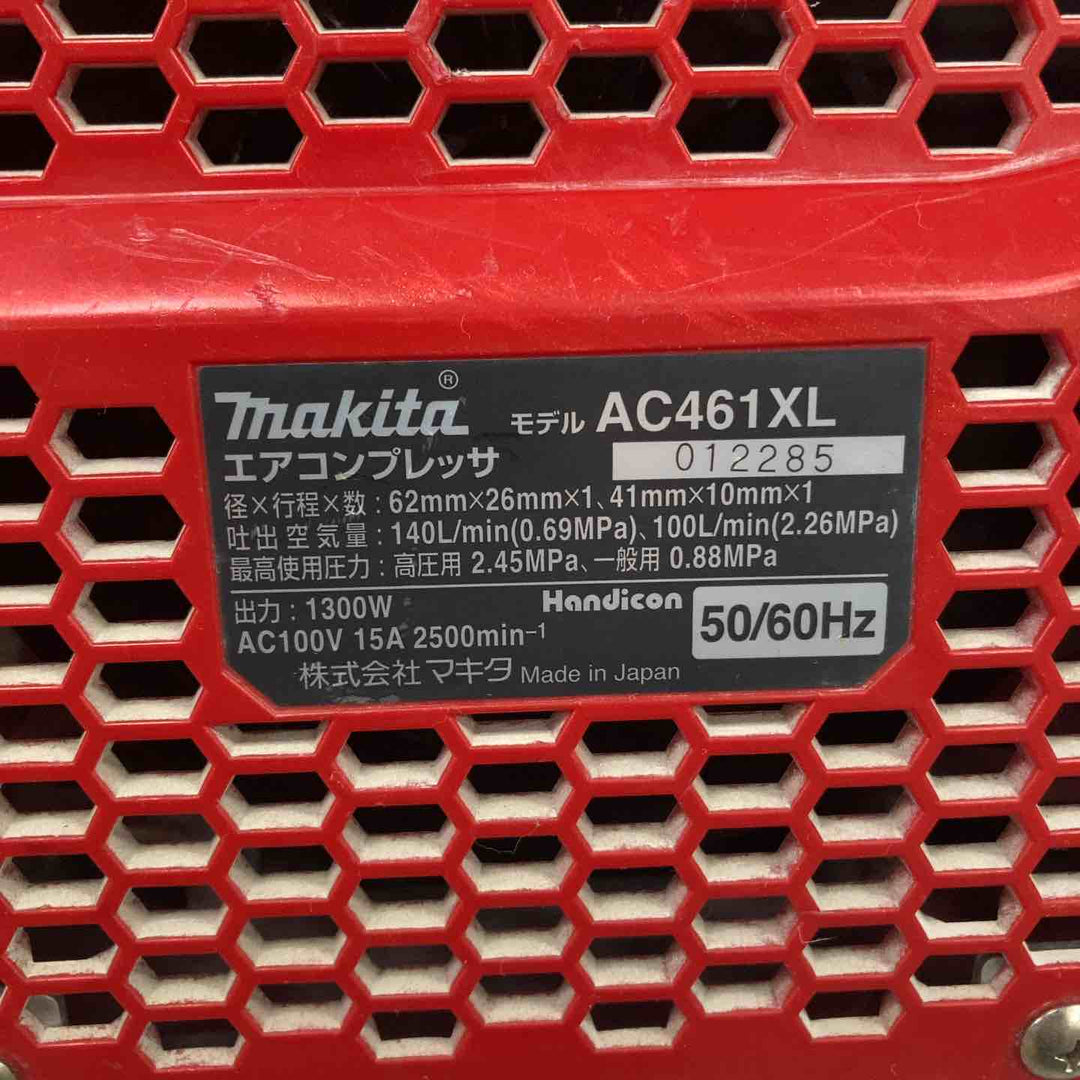 makita® モデル AC461XL
エアコンプレッサ 012285
径×行程×数：62mm×26mm×1、41mm×10mm×1
吐出空気量：140L/min(0.69MPa)、100L/min(2.26MPa)
最高使用圧力：高圧用 2.45MPa、一般用 0.88MPa
出力：1300W Handicon 50/60Hz
AC100V 15A 2500min⁻¹
株式会社 マキタ Made in Japan